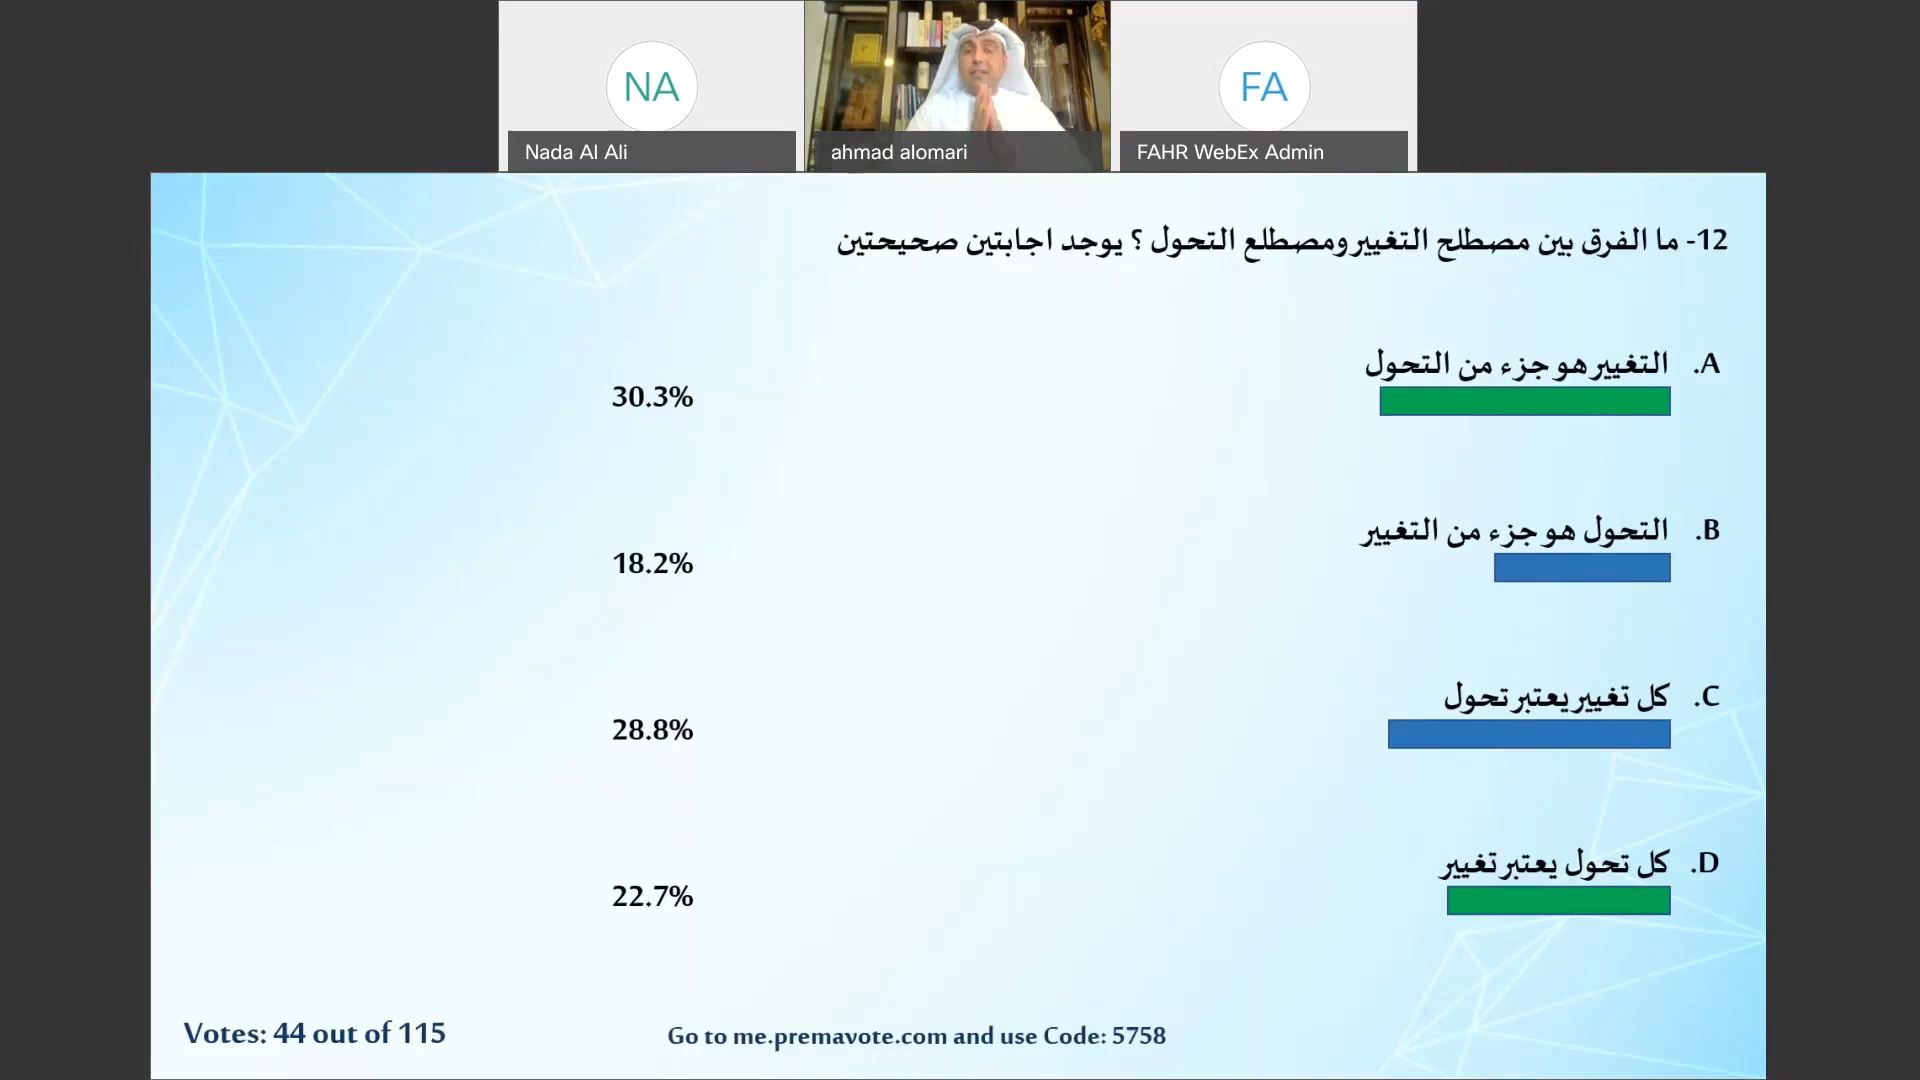 NA
FA
Nada Al Ali
ahmad alomari
FAHR WebEx Admin
12- ما الفرق بين مصطلح التغيير ومصطلع التحول ؟ يوجد اجابتين صحيحتين
A. التغيير هو جزء من التحول
30.3%
B. التحول هو جزء من التغيير
18.2%
C. كل تغيير يعتبر تحول
28.8%
D. كل تحول يعتبر تغيير
22.7%
Votes: 44 out of 115
Go to me.premavote.com and use Code: 5758